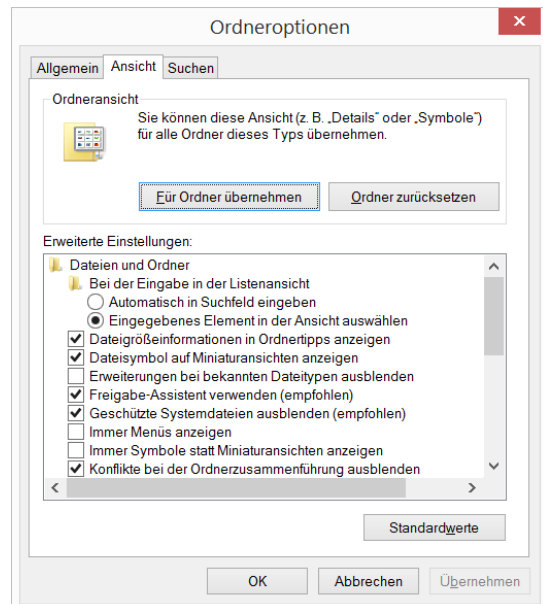 Ordneroptionen
Allgemein Ansicht Suchen
Ordneransicht
Sie können diese Ansicht (z. B. „Details" oder „Symbole")
für alle Ordner dieses Typs übernehmen.
Für Ordner übernehmen Ordner zurücksetzen
Erweiterte Einstellungen:
Dateien und Ordner
Bei der Eingabe in der Listenansicht
Automatisch in Suchfeld eingeben
Eingegebenes Element in der Ansicht auswählen
Dateigrößeinformationen in Ordnertipps anzeigen
Dateisymbol auf Miniaturansichten anzeigen
Erweiterungen bei bekannten Dateitypen ausblenden
Freigabe-Assistent verwenden (empfohlen)
Geschützte Systemdateien ausblenden (empfohlen)
Immer Menüs anzeigen
Immer Symbole statt Miniaturansichten anzeigen
Konflikte bei der Ordnerzusammenführung ausblenden
Standardwerte
OK Abbrechen Übernehmen